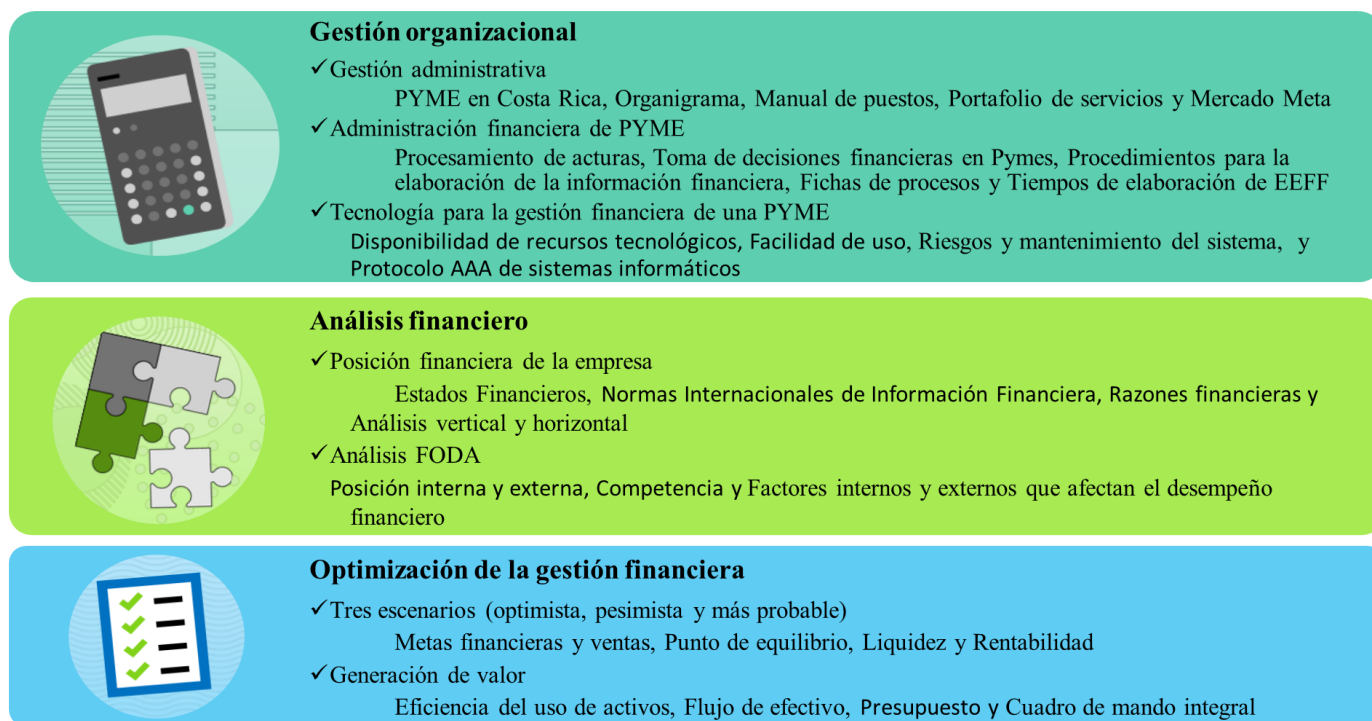 Gestión organizacional
✓Gestión administrativa
PYME en Costa Rica, Organigrama, Manual de puestos, Portafolio de servicios y Mercado Meta
✓Administración financiera de PYME
Procesamiento de acturas, Toma de decisiones financieras en Pymes, Procedimientos para la
elaboración de la información financiera, Fichas de procesos y Tiempos de elaboración de EEFF
✓Tecnología para la gestión financiera de una PYME
Disponibilidad de recursos tecnológicos, Facilidad de uso, Riesgos y mantenimiento del sistema, y
Protocolo AAA de sistemas informáticos
Análisis financiero
✓Posición financiera de la empresa
Estados Financieros, Normas Internacionales de Información Financiera, Razones financieras y
Análisis vertical y horizontal
✓Análisis FODA
Posición interna y externa, Competencia y Factores internos y externos que afectan el desempeño
financiero
Optimización de la gestión financiera
✓Tres escenarios (optimista, pesimista y más probable)
Metas financieras y ventas, Punto de equilibrio, Liquidez y Rentabilidad
✓Generación de valor
Eficiencia del uso de activos, Flujo de efectivo, Presupuesto y Cuadro de mando integral